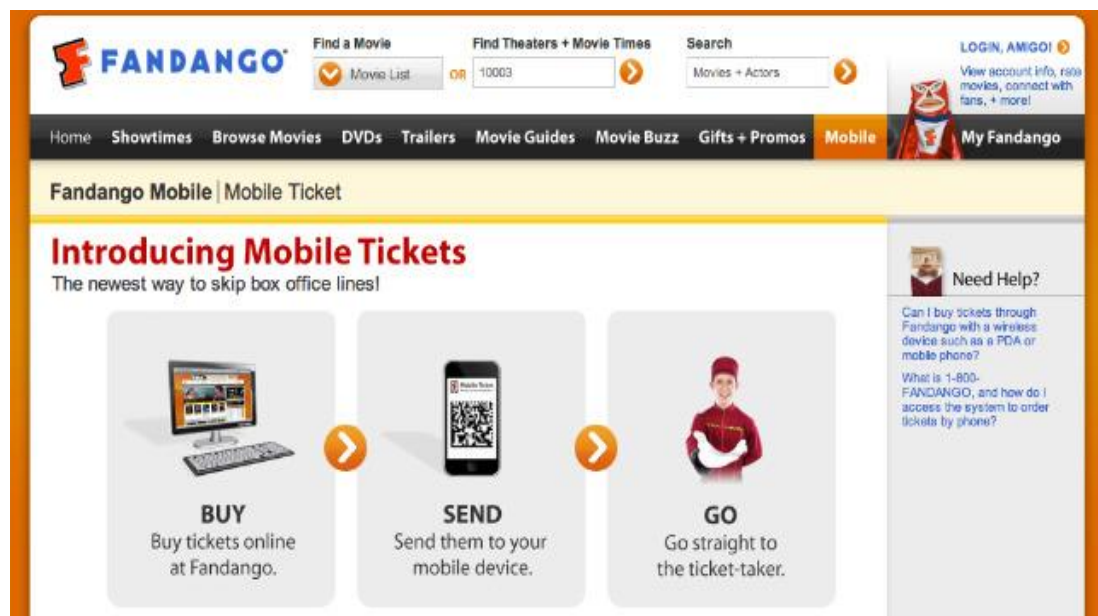 FANDANGO
Find a Movie
Movie List
OR
Find Theaters + Movie Times
10003
Search
Movies + Actors
LOGIN, AMIGO!
View account info, rate
movies, connect with
fans, + more!
Home Showtimes Browse Movies DVDs Trailers Movie Guides Movie Buzz Gifts + Promos Mobile My Fandango
Fandango Mobile | Mobile Ticket
Introducing Mobile Tickets
The newest way to skip box office lines!
Mobile Ticket
BUY
Buy tickets online
at Fandango.
SEND
Send them to your
mobile device.
GO
Go straight to
the ticket-taker.
Need Help?
Can I buy tickets through
Fandango with a wireless
device such as a PDA or
mobile phone?
What is 1-800-
FANDANGO, and how do I
access the system to order
tickets by phone?